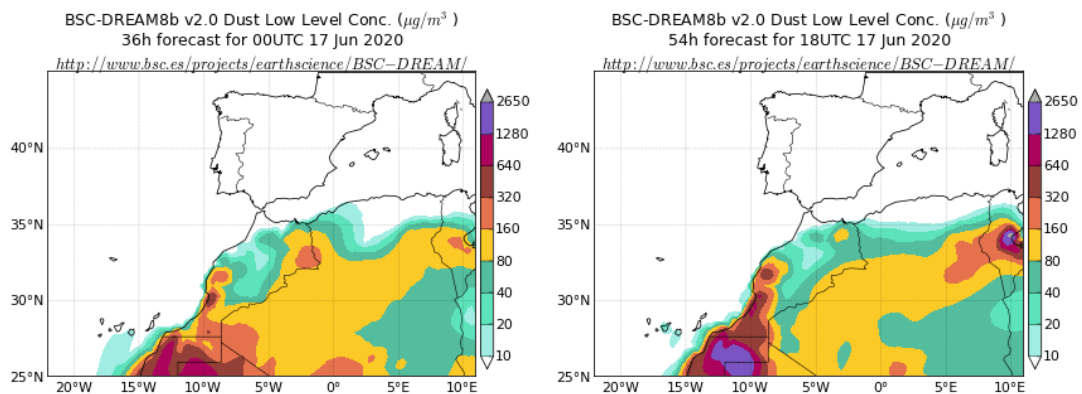 BSC-DREAM8b v2.0 Dust Low Level Conc. (μg/m³ )
36h forecast for 00UTC 17 Jun 2020
http://www.bsc.es/projects/earthscience/BSC−DREAM/
40°N
35°N
30°N
25°N
20°W
15°W
10°W
5°W
0°
5°E
10°E
2650
1280
640
320
160
80
40
20
10
BSC-DREAM8b v2.0 Dust Low Level Conc. (μg/m³ )
54h forecast for 18UTC 17 Jun 2020
http://www.bsc.es/projects/earthscience/BSC−DREAM/
40°N
35°N
30°N
25°N
20°W
15°W
10°W
5°W
0°
5°E
10°E
2650
1280
640
320
160
80
40
20
10